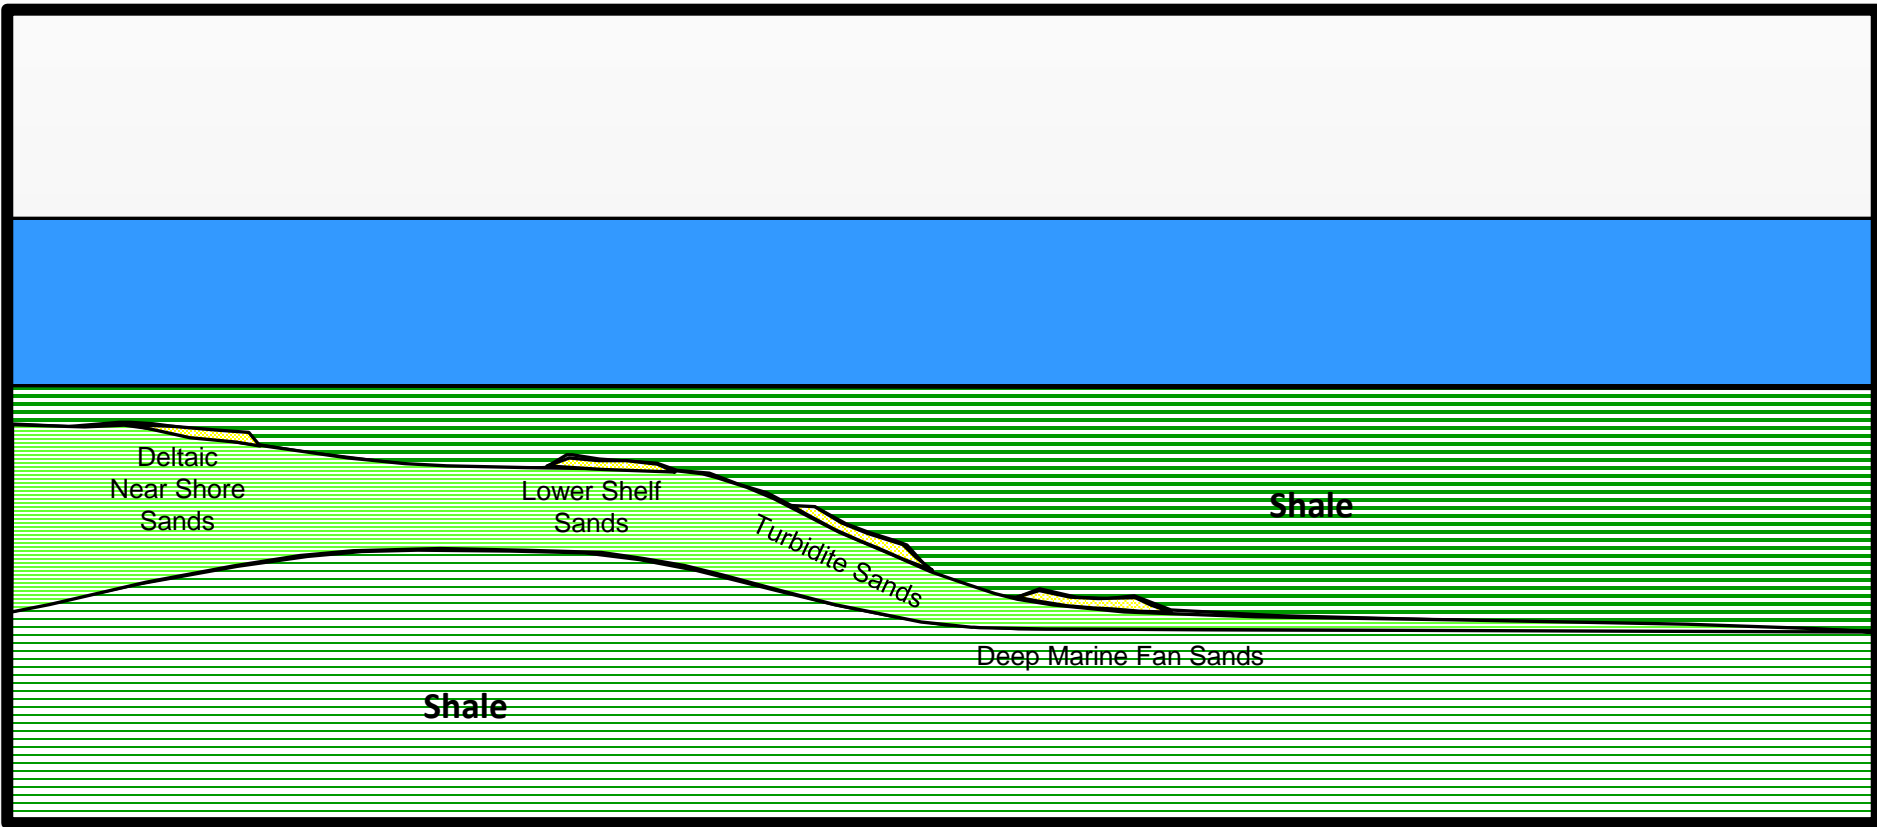 Deltaic
Near Shore
Sands
Lower Shelf
Sands
Turbidite Sands
Shale
Deep Marine Fan Sands
Shale